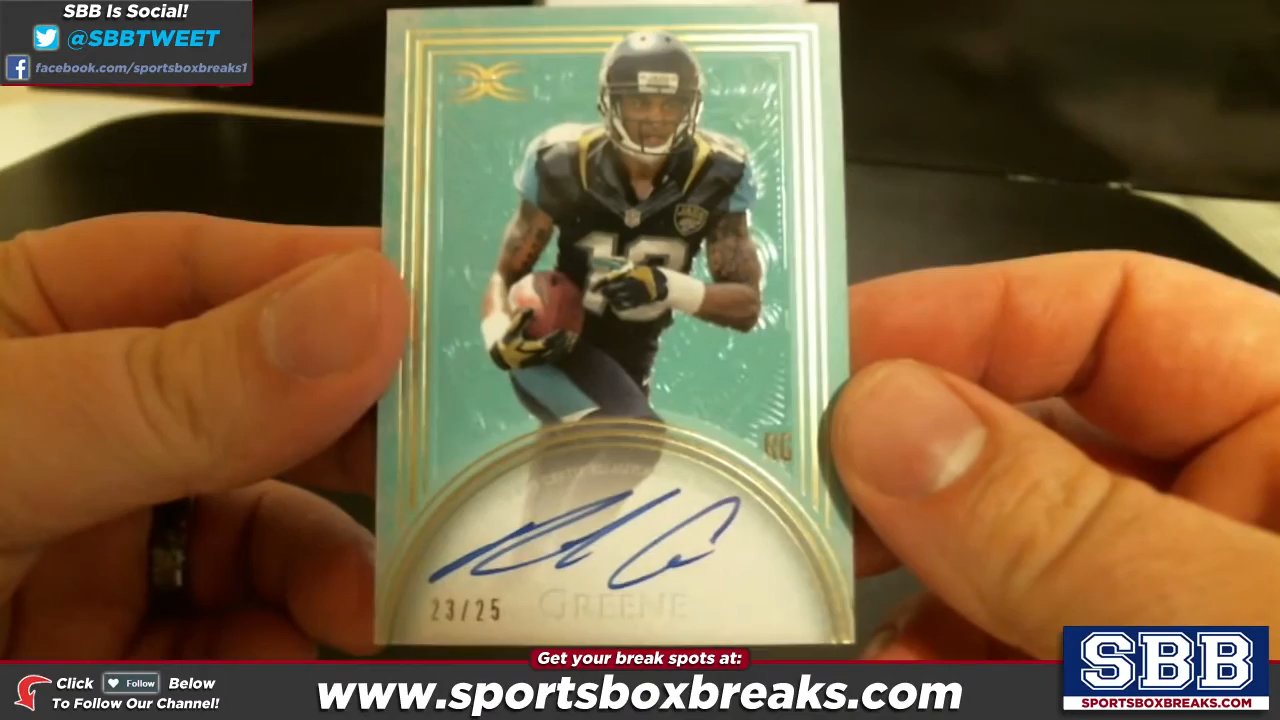 SBB Is Social!
@SBBTWEET
facebook.com/sportsboxbreaks1
RC
23/25
GREENE
Get your break spots at:
Click Follow Below
To Follow Our Channel!
www.sportsboxbreaks.com
SBB
SPORTSBOXBREAKS.COM